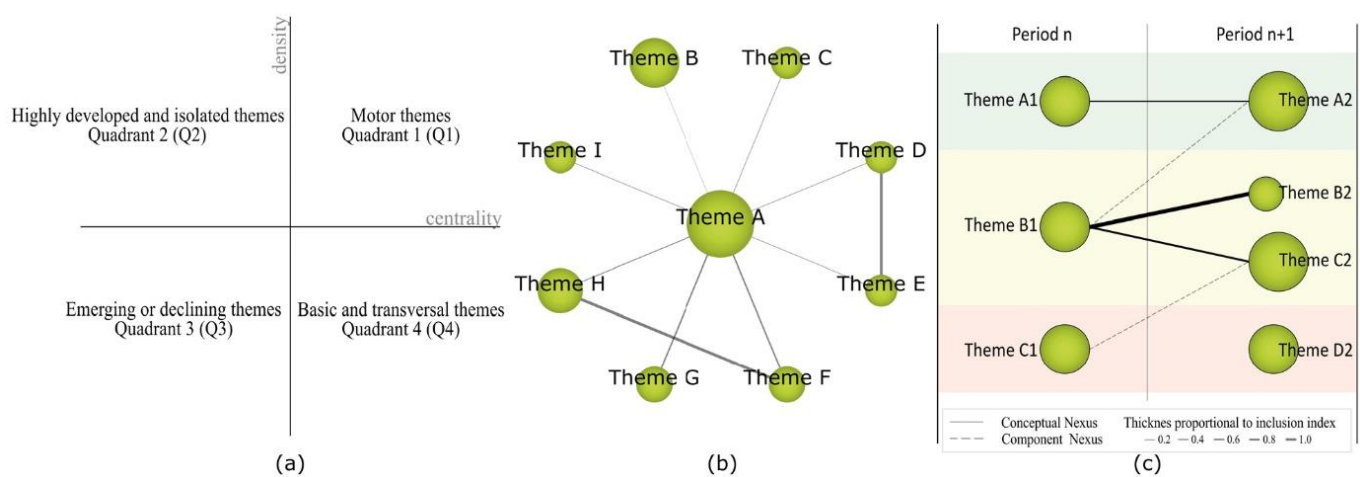 density
Highly developed and isolated themes
Quadrant 2 (Q2)
Motor themes
Quadrant 1 (Q1)
centrality
Emerging or declining themes
Quadrant 3 (Q3)
Basic and transversal themes
Quadrant 4 (Q4)
(a)
Theme B
Theme C
Theme I
Theme D
Theme A
Theme H
Theme E
Theme G
Theme F
(b)
Period n
Period n+1
Theme A1
Theme A2
Theme B1
Theme B2
Theme C2
Theme C1
Theme D2
Conceptual Nexus
Component Nexus
Thicknes proportional to inclusion index
0.2
0.4
0.6
0.8
1.0
(c)